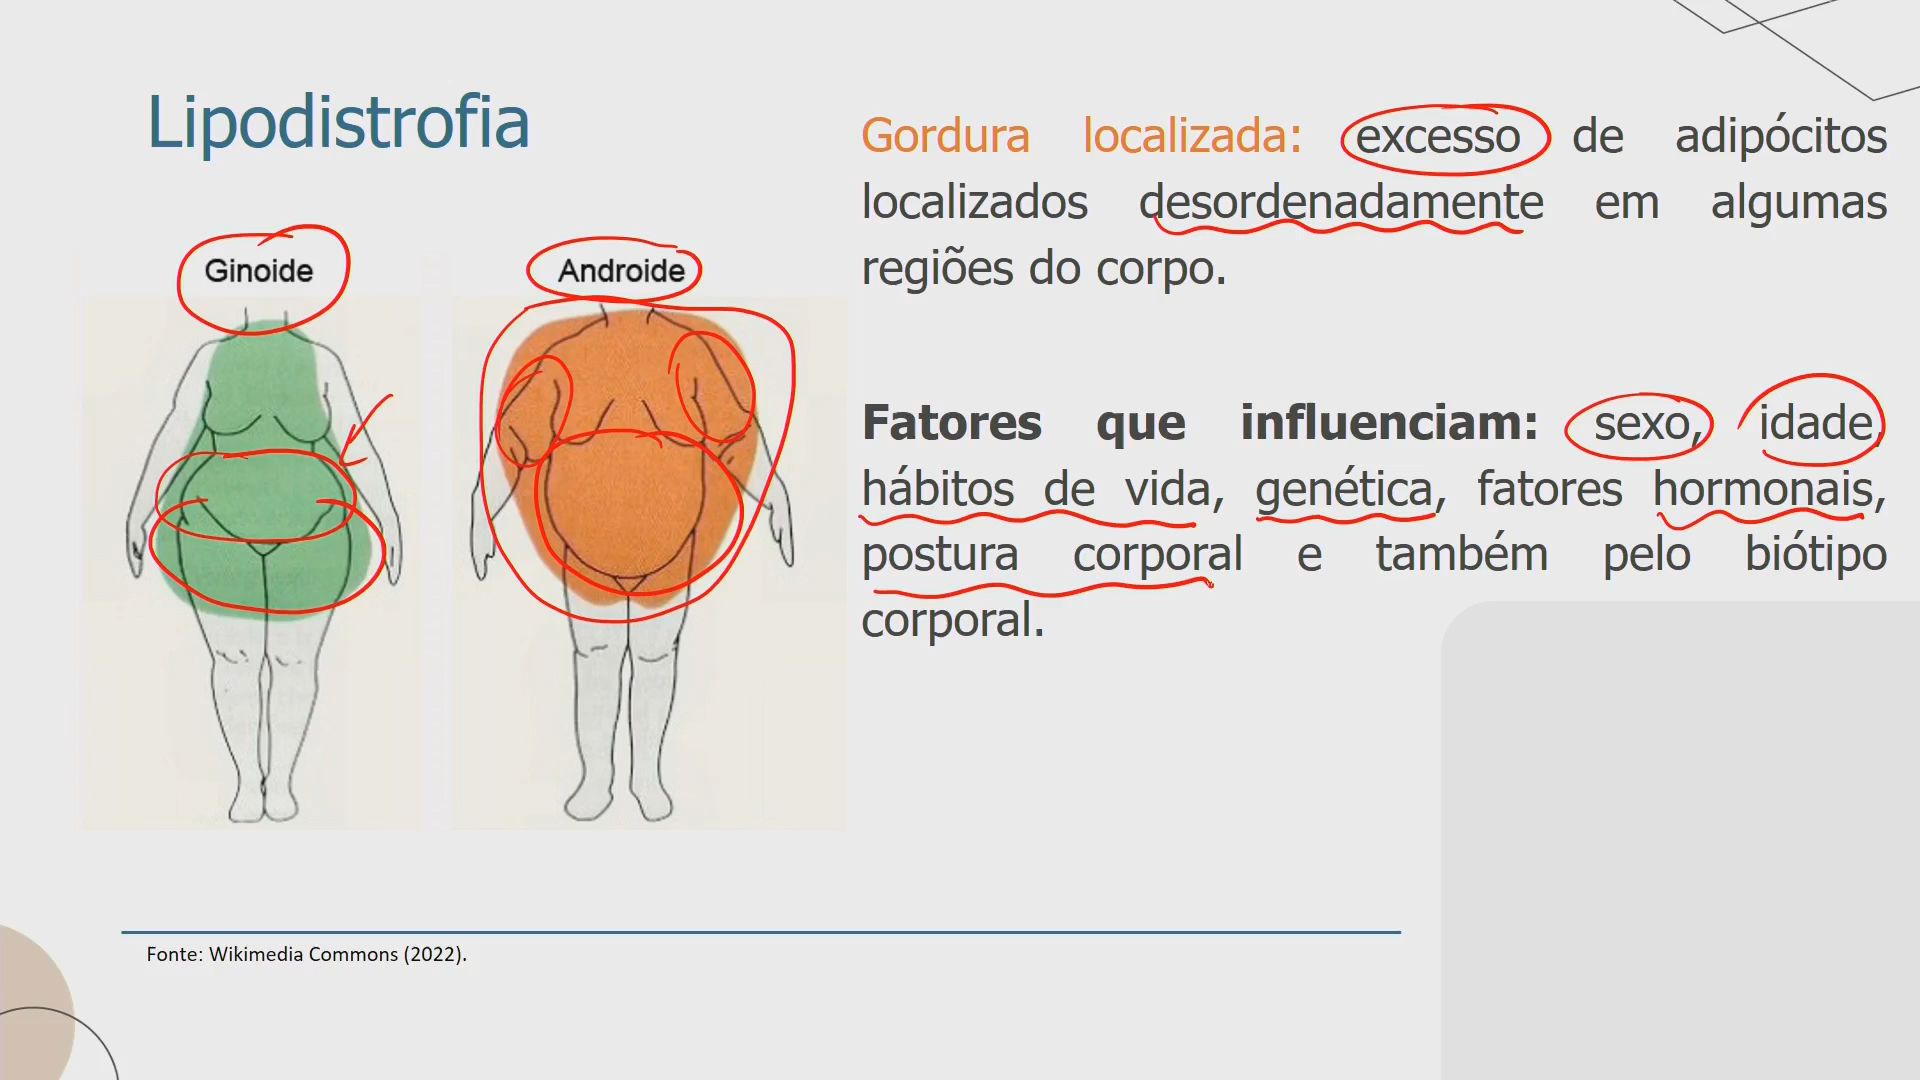 Lipodistrofia
Ginoide
Androide
Gordura localizada: excesso de adipócitos
localizados desordenadamente em algumas
regiões do corpo.
Fatores que influenciam: sexo, idade,
hábitos de vida, genética, fatores hormonais,
postura corporal e também pelo biótipo
corporal.
Fonte: Wikimedia Commons (2022).